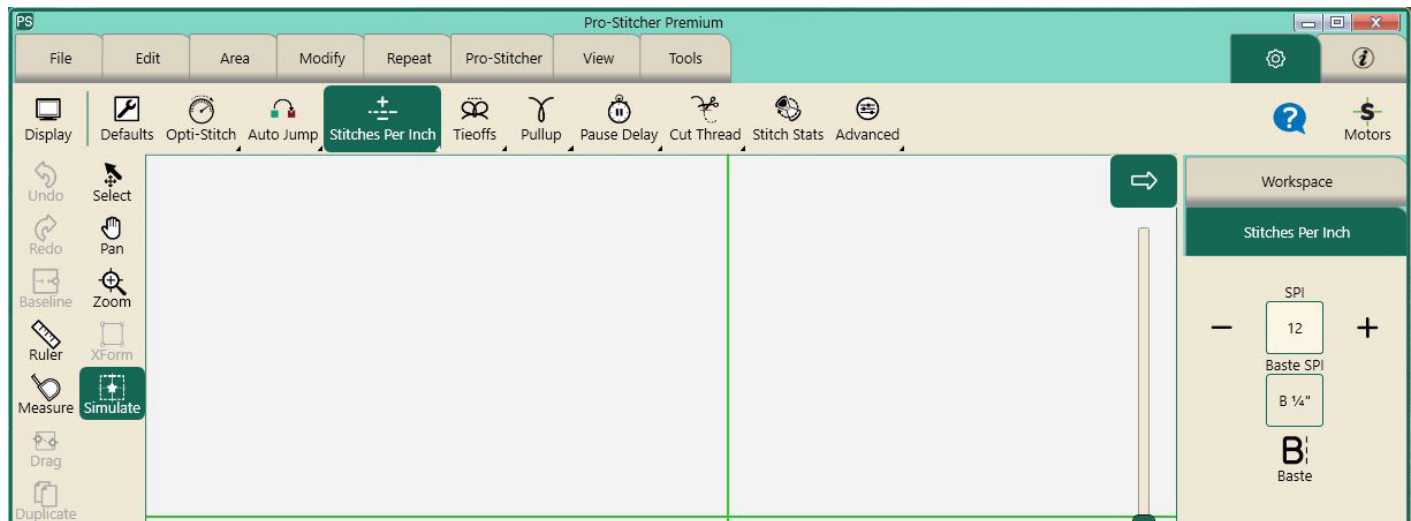 PS Pro-Stitcher Premium
File Edit Area Modify Repeat Pro-Stitcher View Tools i
Display Defaults Opti-Stitch Auto Jump Stitches Per Inch Tieoffs Pullup Pause Delay Cut Thread Stitch Stats Advanced ? S Motors
Undo Select
Redo Pan
Baseline Zoom
Ruler XForm
Measure Simulate
Drag
Duplicate
Workspace
Stitches Per Inch
SPI
− 12 +
Baste SPI
B ¼"
B
Baste